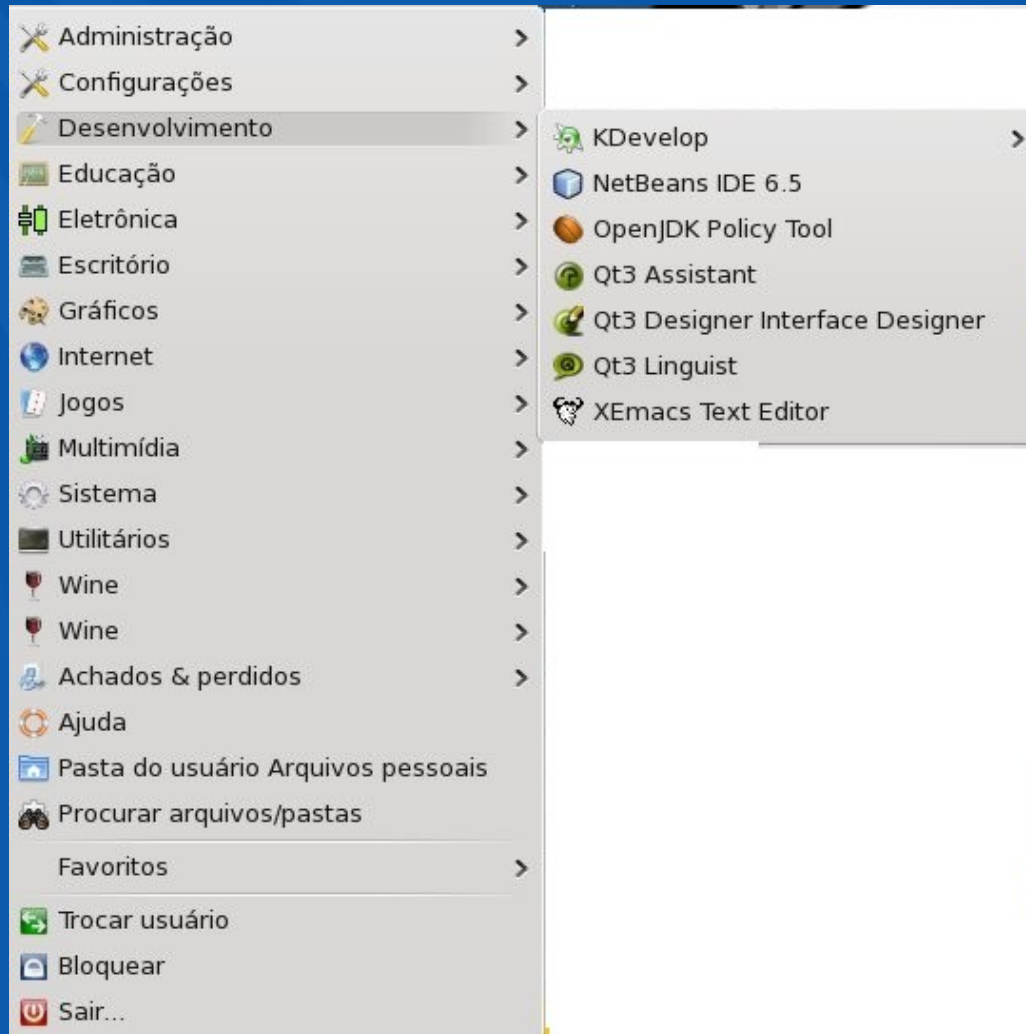 Administração
Configurações
Desenvolvimento
Educação
Eletrônica
Escritório
Gráficos
Internet
Jogos
Multimídia
Sistema
Utilitários
Wine
Wine
Achados & perdidos
Ajuda
Pasta do usuário Arquivos pessoais
Procurar arquivos/pastas
Favoritos
Trocar usuário
Bloquear
Sair...
KDevelop
NetBeans IDE 6.5
OpenJDK Policy Tool
Qt3 Assistant
Qt3 Designer Interface Designer
Qt3 Linguist
XEmacs Text Editor